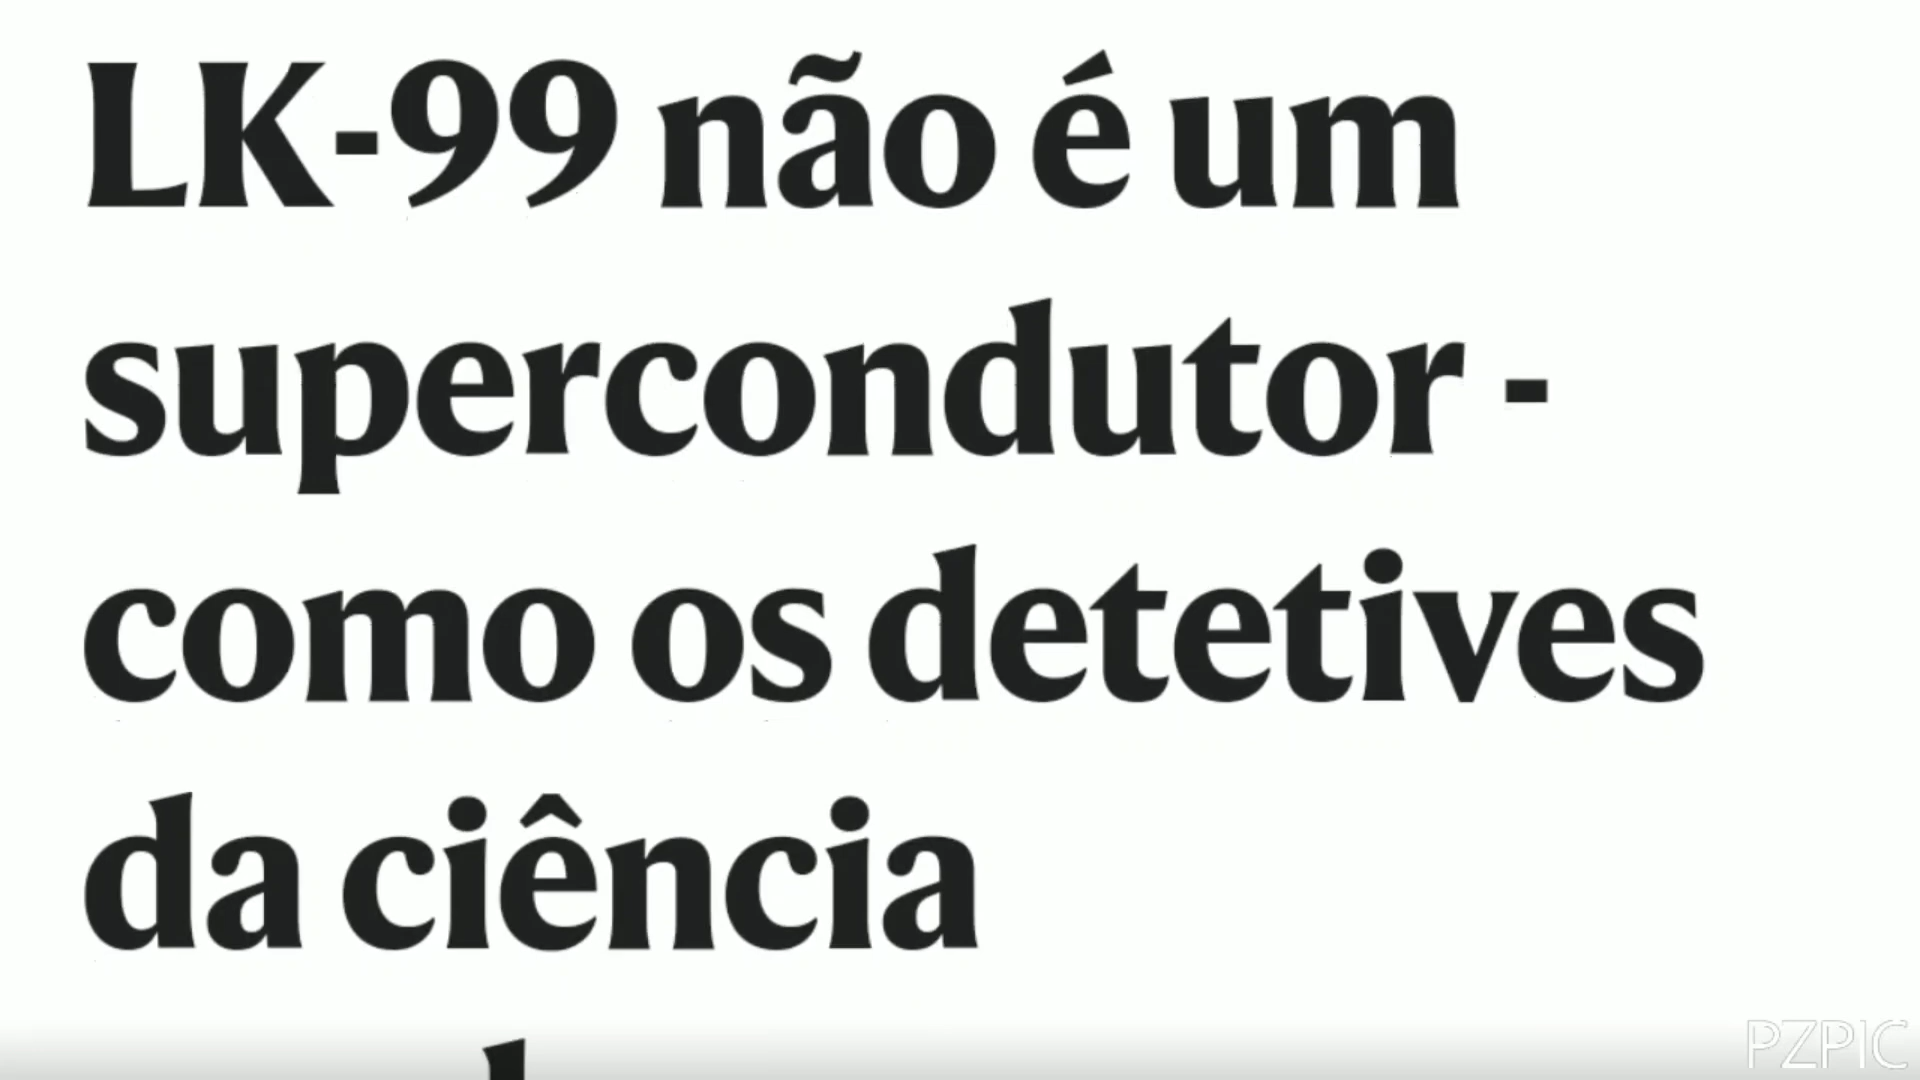 LK-99 não é um
supercondutor -
como os detetives
da ciência
PZPIC